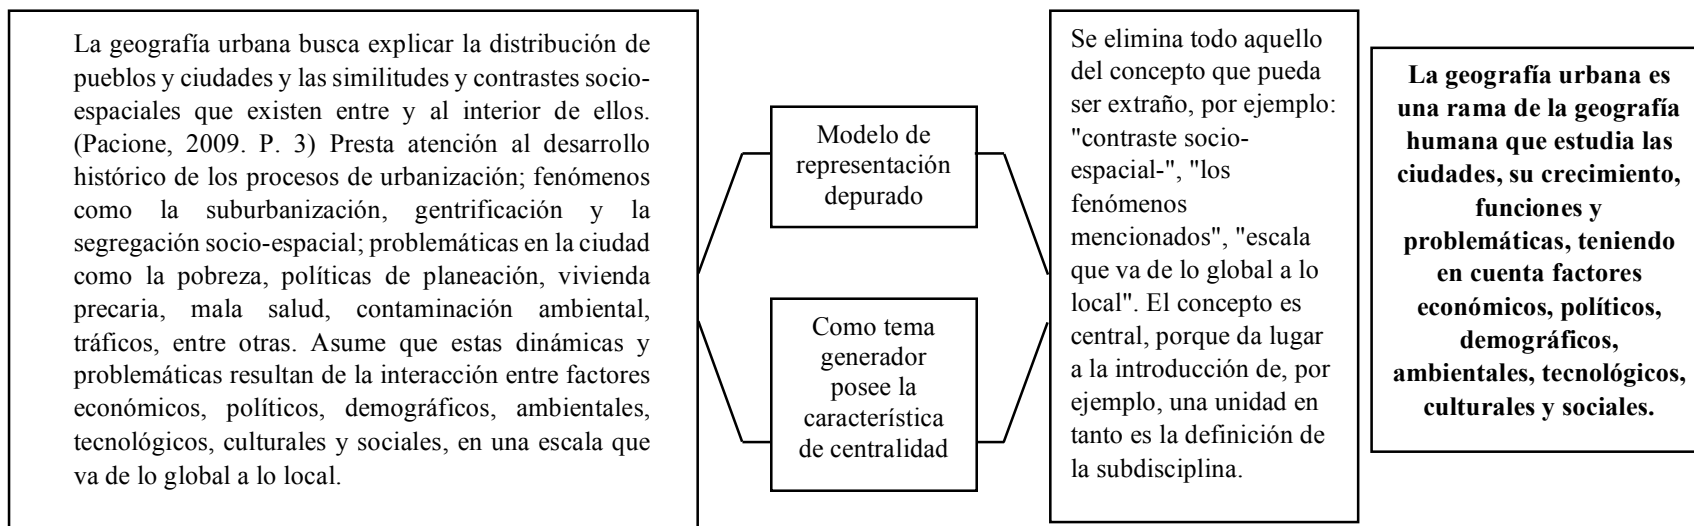 La geografía urbana busca explicar la distribución de
pueblos y ciudades y las similitudes y contrastes socio-
espaciales que existen entre y al interior de ellos.
(Pacione, 2009. P. 3) Presta atención al desarrollo
histórico de los procesos de urbanización; fenómenos
como la suburbanización, gentrificación y la
segregación socio-espacial; problemáticas en la ciudad
como la pobreza, políticas de planeación, vivienda
precaria, mala salud, contaminación ambiental,
tráficos, entre otras. Asume que estas dinámicas y
problemáticas resultan de la interacción entre factores
económicos, políticos, demográficos, ambientales,
tecnológicos, culturales y sociales, en una escala que
va de lo global a lo local.
Modelo de
representación
depurado
Como tema
generador
posee la
característica
de centralidad
Se elimina todo aquello
del concepto que pueda
ser extraño, por ejemplo:
"contraste socio-
espacial-", "los
fenómenos
mencionados", "escala
que va de lo global a lo
local". El concepto es
central, porque da lugar
a la introducción de, por
ejemplo, una unidad en
tanto es la definición de
la subdisciplina.
La geografía urbana es
una rama de la geografía
humana que estudia las
ciudades, su crecimiento,
funciones y
problemáticas, teniendo
en cuenta factores
económicos, políticos,
demográficos,
ambientales, tecnológicos,
culturales y sociales.